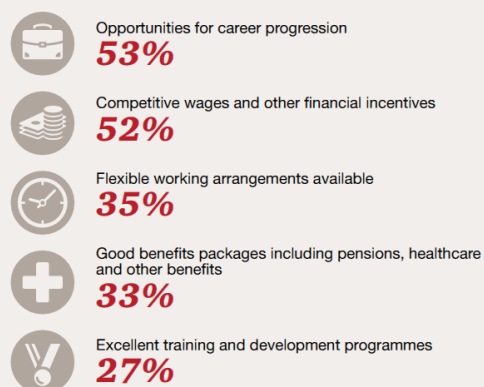 Opportunities for career progression
53%
Competitive wages and other financial incentives
52%
Flexible working arrangements available
35%
Good benefits packages including pensions, healthcare
and other benefits
33%
Excellent training and development programmes
27%